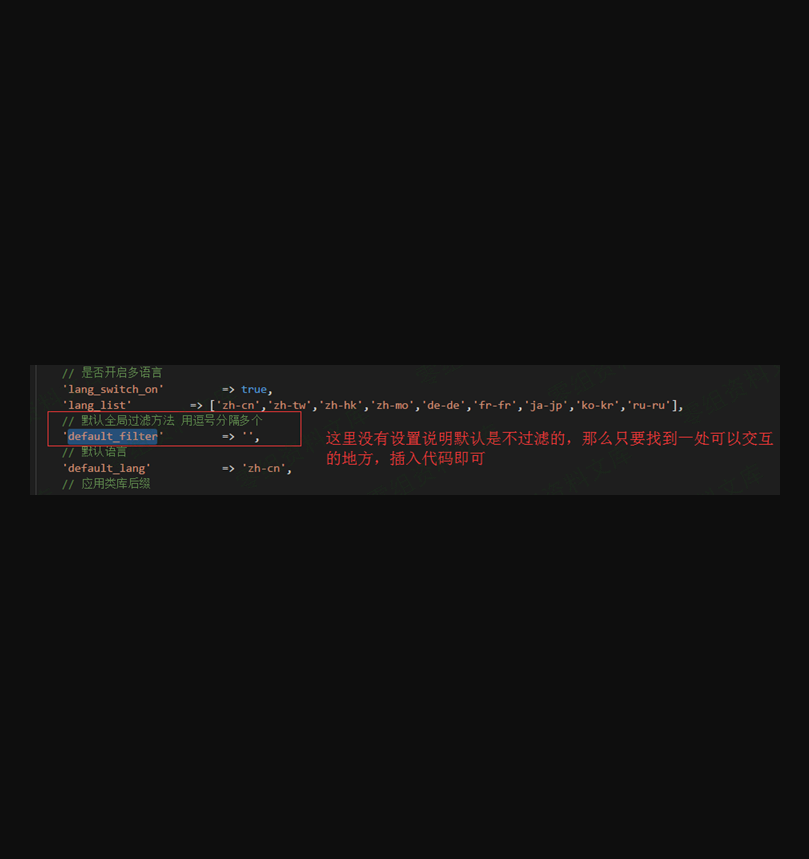 // 是否开启多语言
'lang_switch_on' => true,
'lang_list' => ['zh-cn','zh-tw','zh-hk','zh-mo','de-de','fr-fr','ja-jp','ko-kr','ru-ru'],
// 默认全局过滤方法 用逗号分隔多个
'default_filter' => '',
这里没有设置说明默认是不过滤的，那么只要找到一处可以交互
的地方，插入代码即可
// 默认语言
'default_lang' => 'zh-cn',
// 应用类库后缀